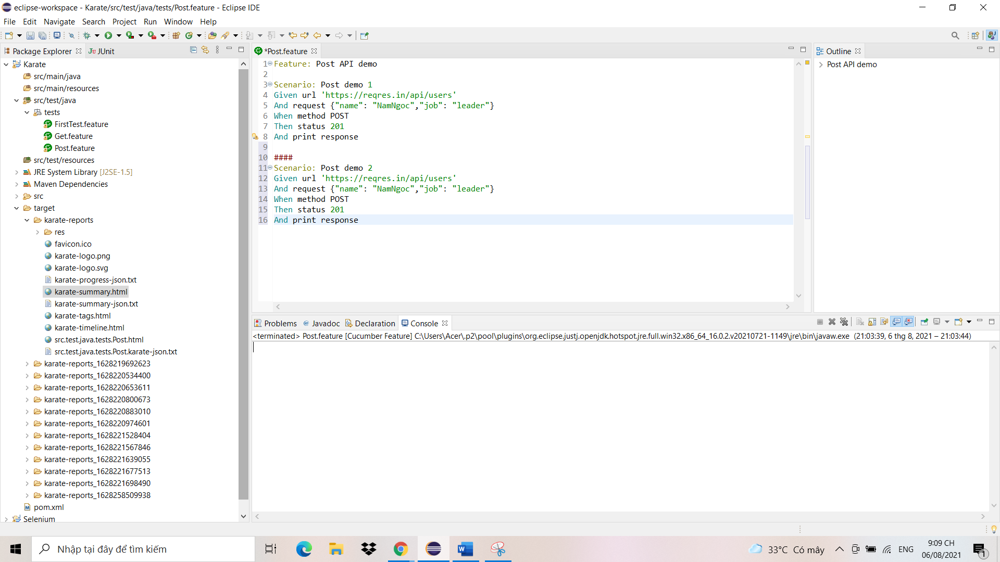 eclipse-workspace - Karate/src/test/java/tests/Post.feature - Eclipse IDE
File Edit Navigate Search Project Run Window Help
Package Explorer JUnit
Karate
src/main/java
src/main/resources
src/test/java
tests
FirstTest.feature
Get.feature
Post.feature
src/test/resources
JRE System Library [J2SE-1.5]
Maven Dependencies
src
target
karate-reports
res
favicon.ico
karate-logo.png
karate-logo.svg
karate-progress-json.txt
karate-summary.html
karate-summary-json.txt
karate-tags.html
karate-timeline.html
src.test.java.tests.Post.html
src.test.java.tests.Post.karate-json.txt
karate-reports_1628219692623
karate-reports_1628220534400
karate-reports_1628220653611
karate-reports_1628220800673
karate-reports_1628220883010
karate-reports_1628220974601
karate-reports_1628221528404
karate-reports_1628221567846
karate-reports_1628221639055
karate-reports_1628221677513
karate-reports_1628221698490
karate-reports_1628258509938
pom.xml
Selenium
*Post.feature
1 Feature: Post API demo
2
3 Scenario: Post demo 1
4 Given url 'https://reqres.in/api/users'
5 And request {"name": "NamNgoc","job": "leader"}
6 When method POST
7 Then status 201
8 And print response
9
10 ####
11 Scenario: Post demo 2
12 Given url 'https://reqres.in/api/users'
13 And request {"name": "NamNgoc","job": "leader"}
14 When method POST
15 Then status 201
16 And print response
Outline
Post API demo
Problems @ Javadoc Declaration Console
<terminated> Post.feature [Cucumber Feature] C:\Users\Acer\.p2\pool\plugins\org.eclipse.justj.openjdk.hotspot.jre.full.win32.x86_64_16.0.2.v20210721-1149\jre\bin\javaw.exe (21:03:39, 6 thg 8, 2021 – 21:03:44)
Nhập tại đây để tìm kiếm
33°C Có mây
ENG
9:09 CH
06/08/2021
1